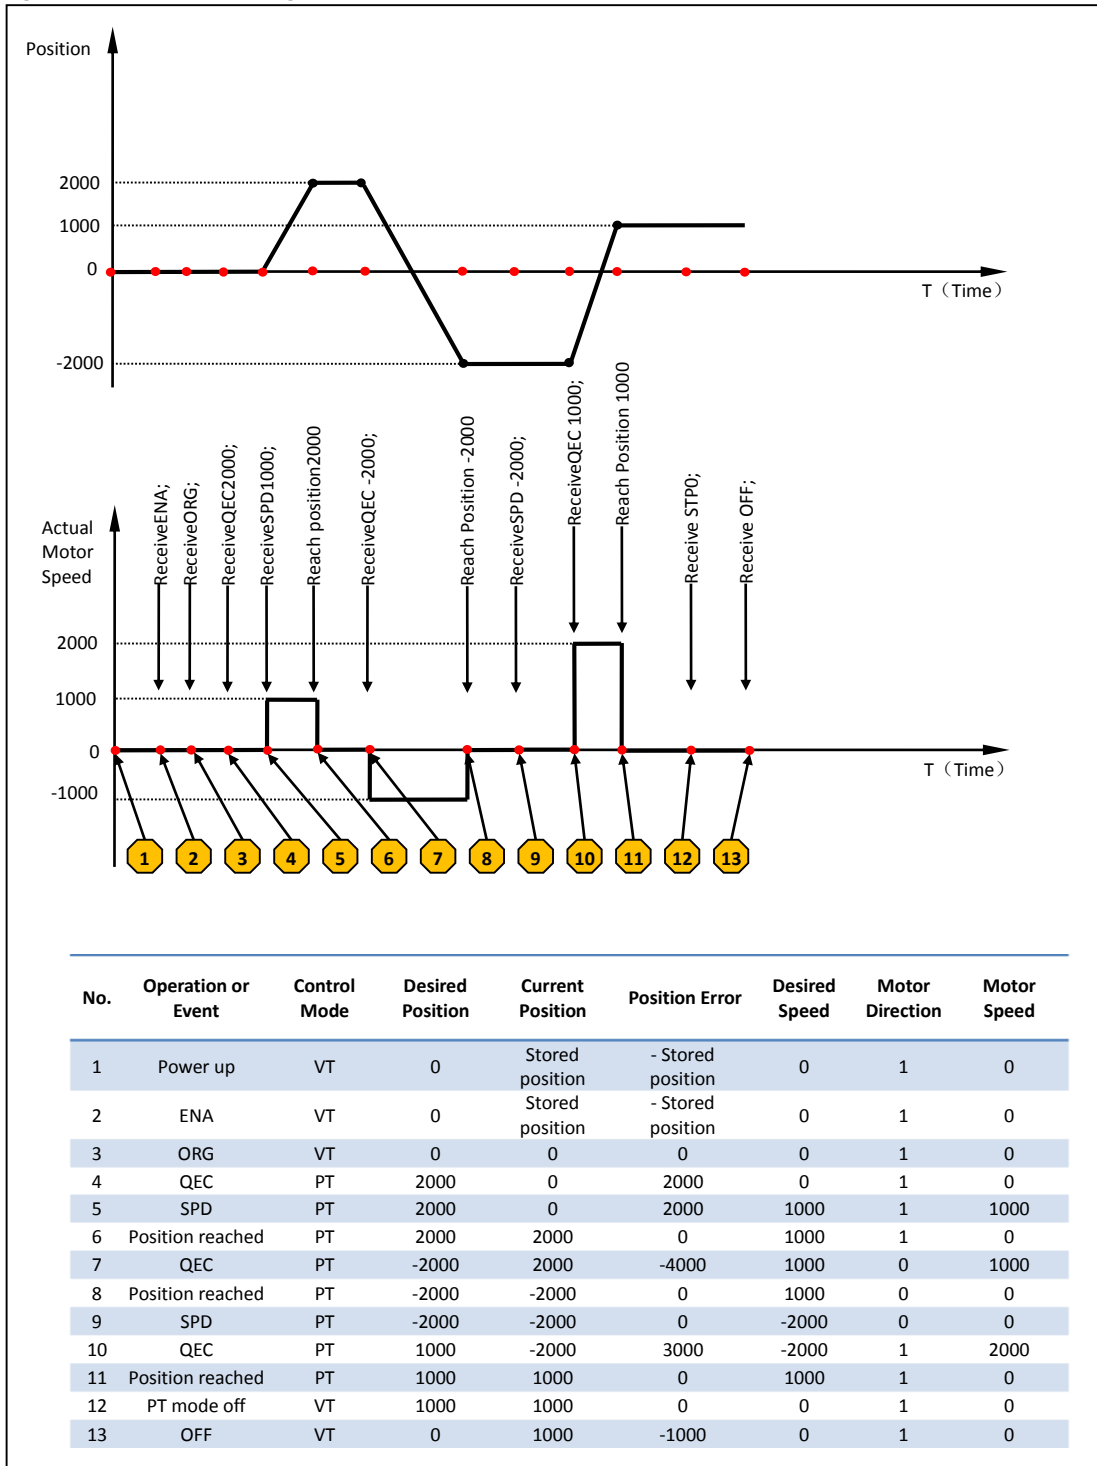 Position
2000
1000
0
T（Time）
-2000
ReceiveENA;
ReceiveORG;
ReceiveQEC2000;
ReceiveSPD1000;
Reach position2000
ReceiveQEC -2000;
Reach Position -2000
ReceiveSPD -2000;
ReceiveQEC 1000;
Reach Position 1000
Receive STP0;
Receive OFF;
Actual
Motor
Speed
2000
1000
0
T（Time）
-1000
1 2 3 4 5 6 7 8 9 10 11 12 13
No. Operation or Event Control Mode Desired Position Current Position Position Error Desired Speed Motor Direction Motor Speed
1 Power up VT 0 Stored position - Stored position 0 1 0
2 ENA VT 0 Stored position - Stored position 0 1 0
3 ORG VT 0 0 0 0 1 0
4 QEC PT 2000 0 2000 0 1 0
5 SPD PT 2000 0 2000 1000 1 1000
6 Position reached PT 2000 2000 0 1000 1 0
7 QEC PT -2000 2000 -4000 1000 0 1000
8 Position reached PT -2000 -2000 0 1000 0 0
9 SPD PT -2000 -2000 0 -2000 0 0
10 QEC PT 1000 -2000 3000 -2000 1 2000
11 Position reached PT 1000 1000 0 1000 1 0
12 PT mode off VT 1000 1000 0 0 1 0
13 OFF VT 0 1000 -1000 0 1 0